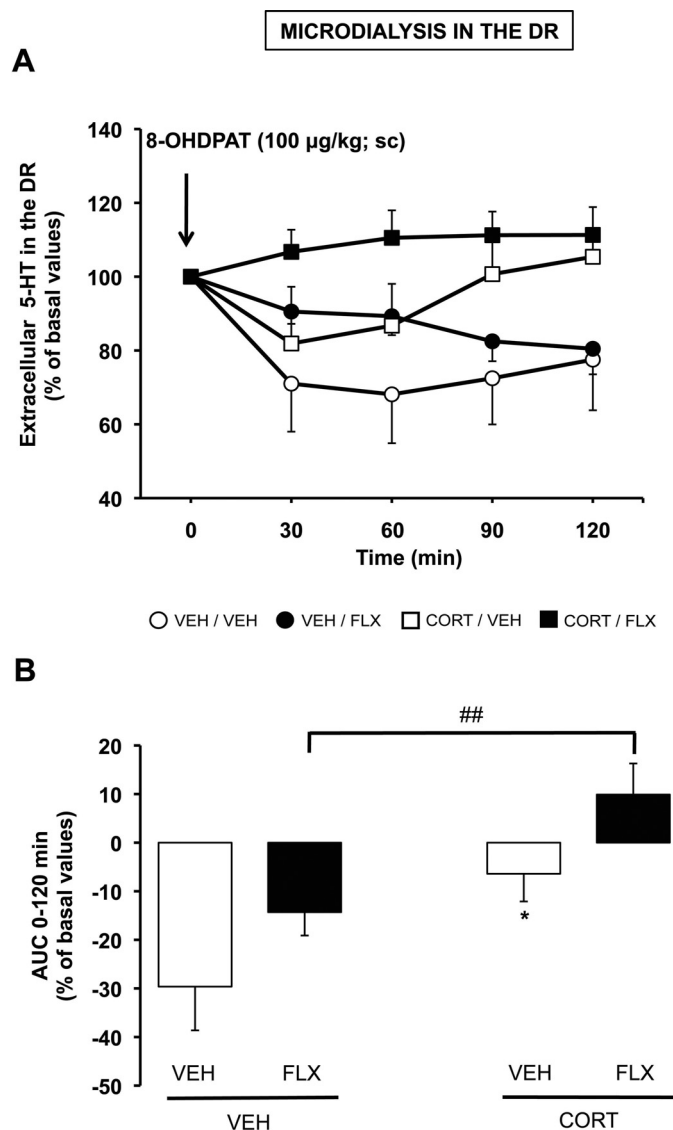 MICRODIALYSIS IN THE DR
A
140
8-OHDPAT (100 µg/kg; sc)
120
100
80
60
40
Extracellular 5-HT in the DR
(% of basal values)
0 30 60 90 120
Time (min)
VEH / VEH VEH / FLX CORT / VEH CORT / FLX
B
##
20
10
0
-10
-20
-30
-40
-50
AUC 0-120 min
(% of basal values)
*
VEH FLX VEH FLX
VEH CORT